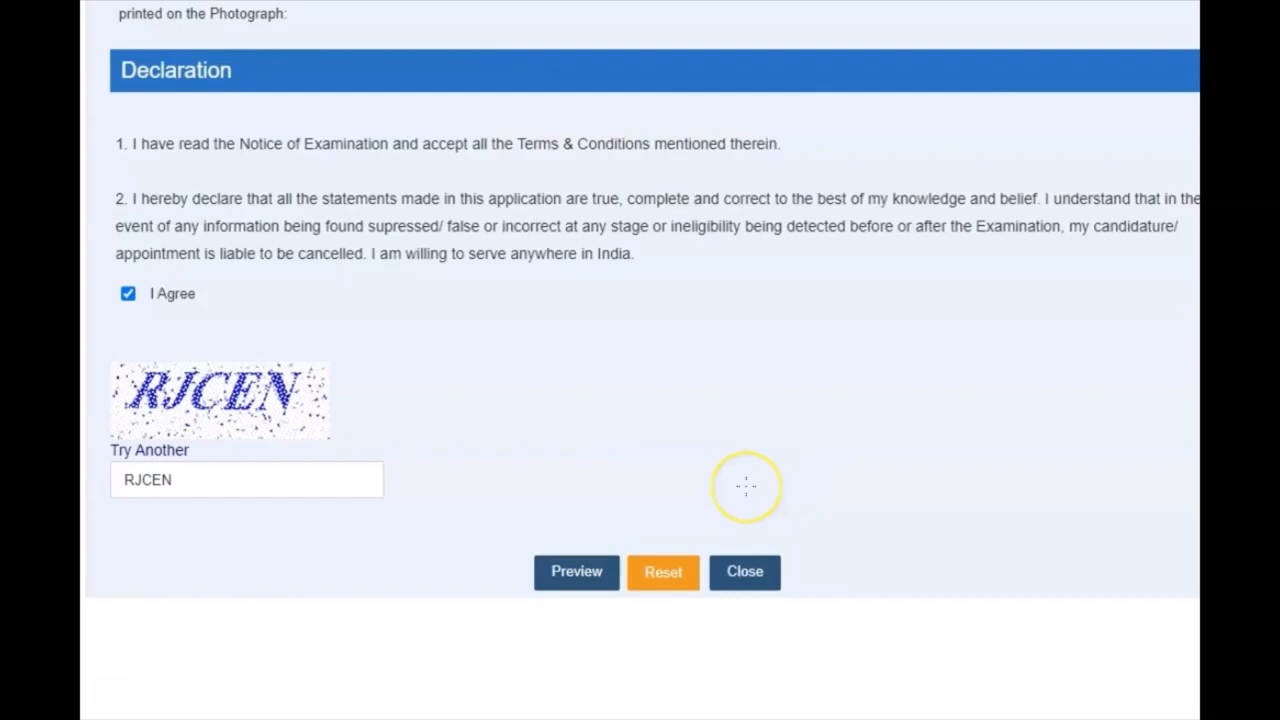 printed on the Photograph:
Declaration
1. I have read the Notice of Examination and accept all the Terms & Conditions mentioned therein.
2. I hereby declare that all the statements made in this application are true, complete and correct to the best of my knowledge and belief. I understand that in the
event of any information being found supressed/ false or incorrect at any stage or ineligibility being detected before or after the Examination, my candidature/
appointment is liable to be cancelled. I am willing to serve anywhere in India.
I Agree
RJCEN
Try Another
RJCEN
Preview Reset Close